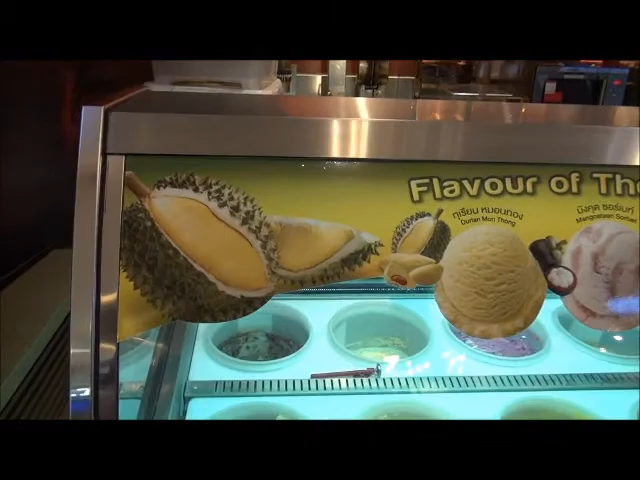 Flavour of Tho
ทุเรียน หมอนทอง
(Durian Mon Thong)
มังคุด ซอร์เบท์
(Mangosteen Sorbet)